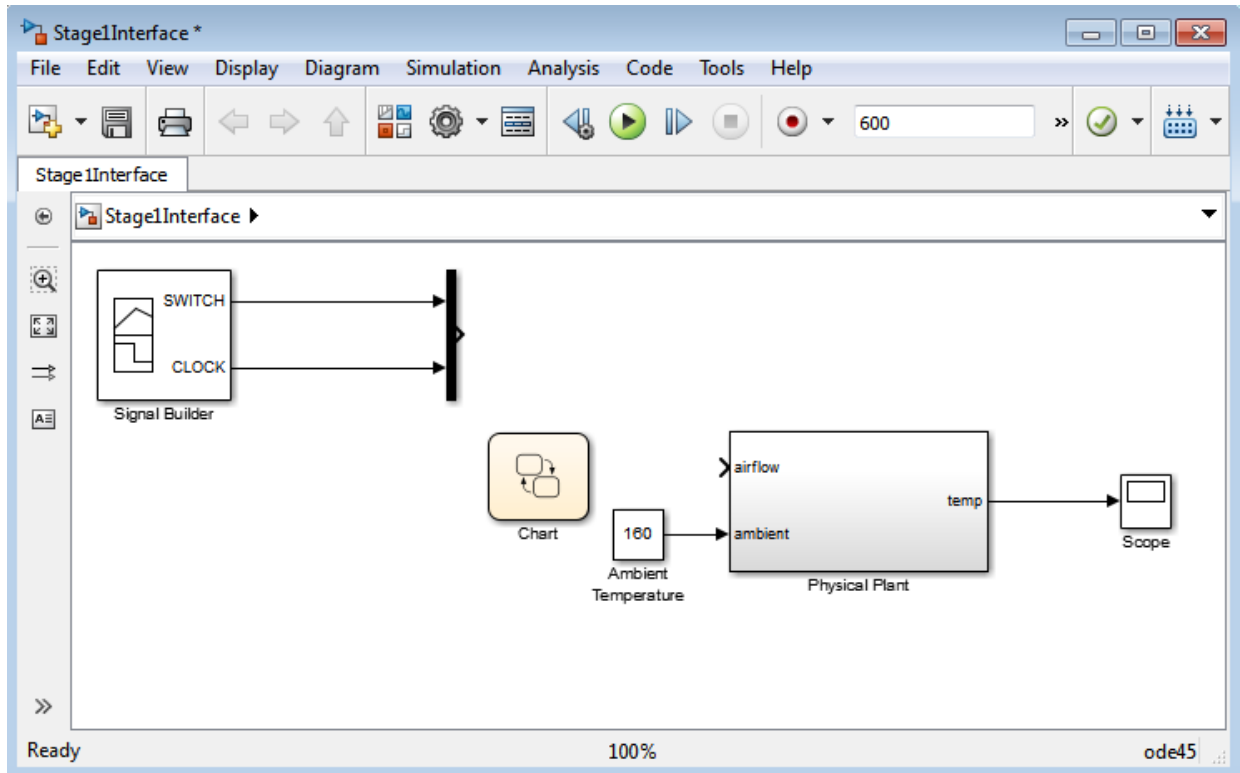 Stage1Interface *
File Edit View Display Diagram Simulation Analysis Code Tools Help
600
Stage1Interface
Stage1Interface
SWITCH
CLOCK
Signal Builder
Chart
160
Ambient
Temperature
airflow
ambient
temp
Physical Plant
Scope
Ready 100% ode45